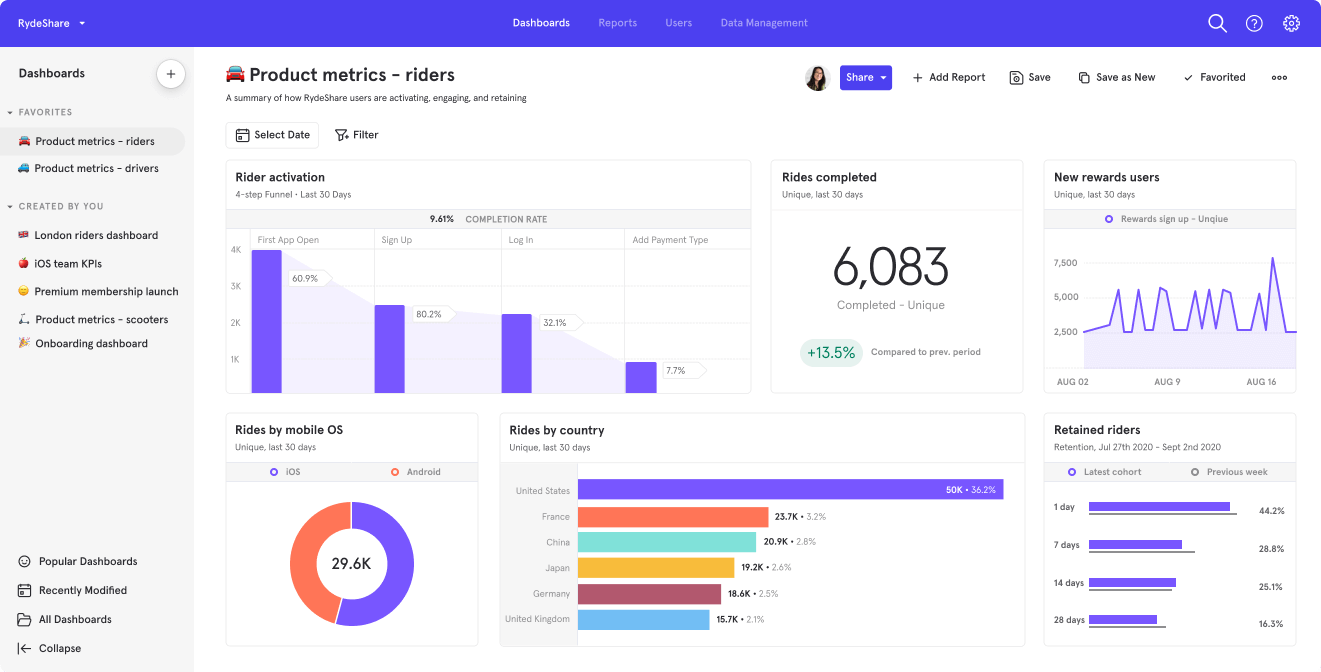 RydeShare
Dashboards Reports Users Data Management
Dashboards
+
FAVORITES
Product metrics - riders
Product metrics - drivers
CREATED BY YOU
London riders dashboard
iOS team KPIs
Premium membership launch
Product metrics - scooters
Onboarding dashboard
Popular Dashboards
Recently Modified
All Dashboards
Collapse
Product metrics - riders
A summary of how RydeShare users are activating, engaging, and retaining
Share
+ Add Report
Save
Save as New
Favorited
Select Date
Filter
Rider activation
4-step Funnel • Last 30 Days
9.61% COMPLETION RATE
First App Open Sign Up Log In Add Payment Type
4K
3K
2K
1K
60.9%
80.2%
32.1%
7.7%
Rides completed
Unique, last 30 days
6,083
Completed - Unique
+13.5% Compared to prev. period
New rewards users
Unique, last 30 days
Rewards sign up - Unqiue
7,500
5,000
2,500
AUG 02 AUG 9 AUG 16
Rides by mobile OS
Unique, last 30 days
iOS Android
29.6K
Rides by country
Unique, last 30 days
United States 50K • 36.2%
France 23.7K • 3.2%
China 20.9K • 2.8%
Japan 19.2K • 2.6%
Germany 18.6K • 2.5%
United Kingdom 15.7K • 2.1%
Retained riders
Retention, Jul 27th 2020 - Sept 2nd 2020
Latest cohort Previous week
1 day 44.2%
7 days 28.8%
14 days 25.1%
28 days 16.3%